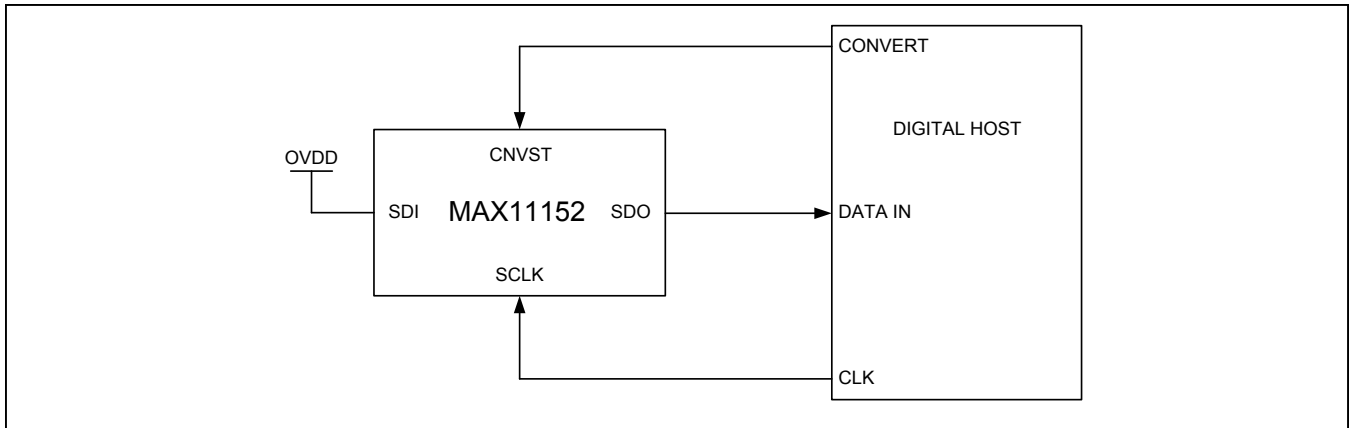 CONVERT
DIGITAL HOST
OVDD
CNVST
SDI MAX11152 SDO
DATA IN
SCLK
CLK